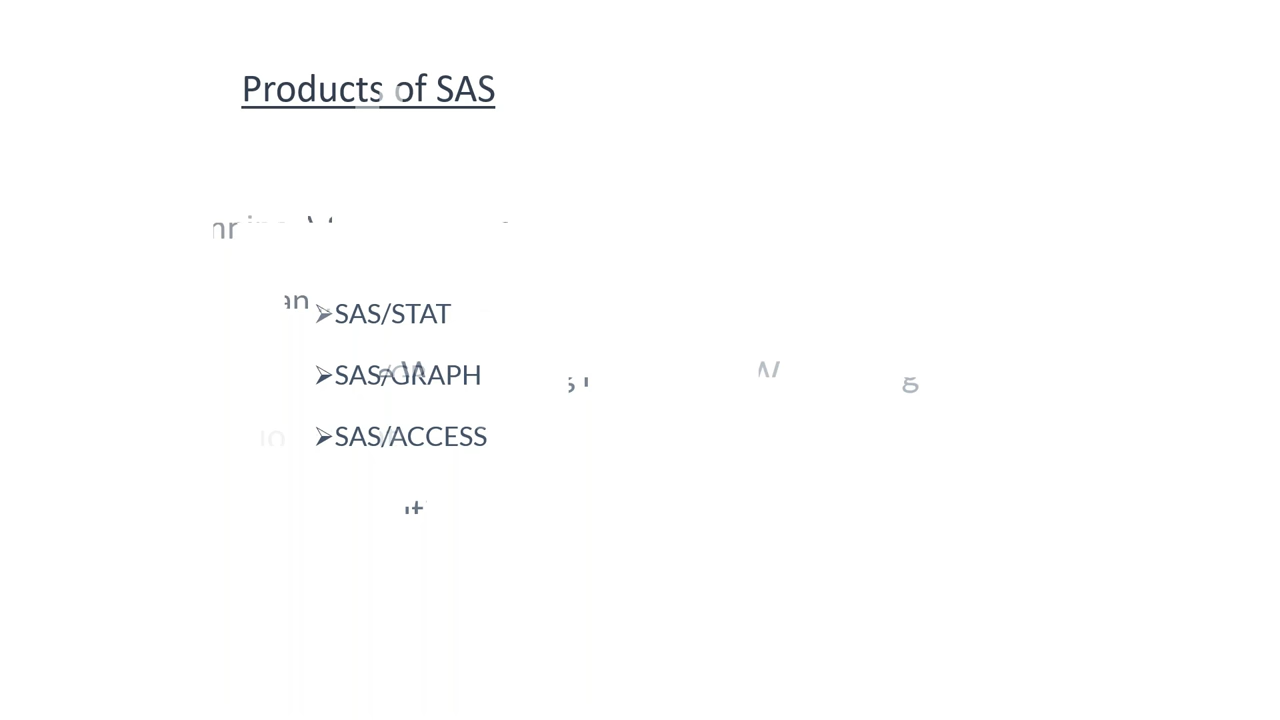 Products of SAS
➢SAS/STAT
➢SAS/GRAPH
➢SAS/ACCESS